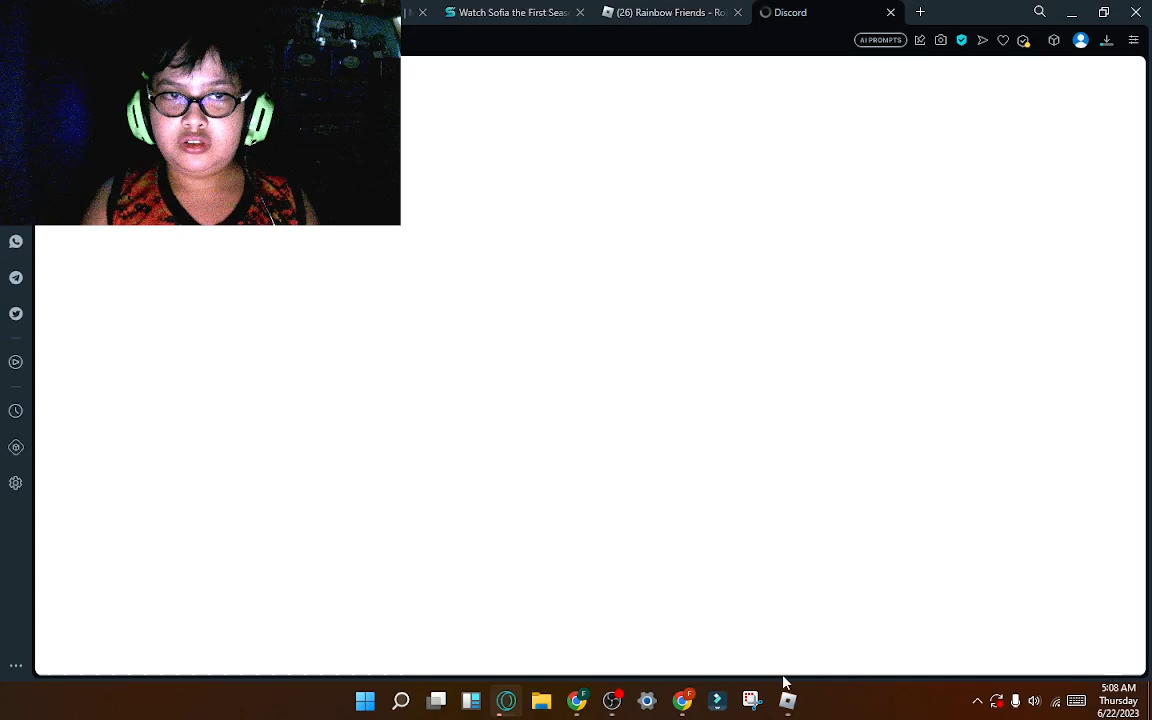 Watch Sofia the First Seas
(26) Rainbow Friends - Ro
Discord
AI PROMPTS
5:08 AM
Thursday
6/22/2023